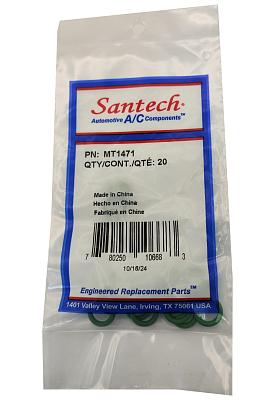 Santech®
Automotive A/C Components™
PN: MT1471
QTY/CONT./QTÉ: 20
Made in China
Hecho en China
Fabriqué en Chine
7 80250 10668 3
10/16/24
Engineered Replacement Parts™
1401 Valley View Lane, Irving, TX 75061 USA